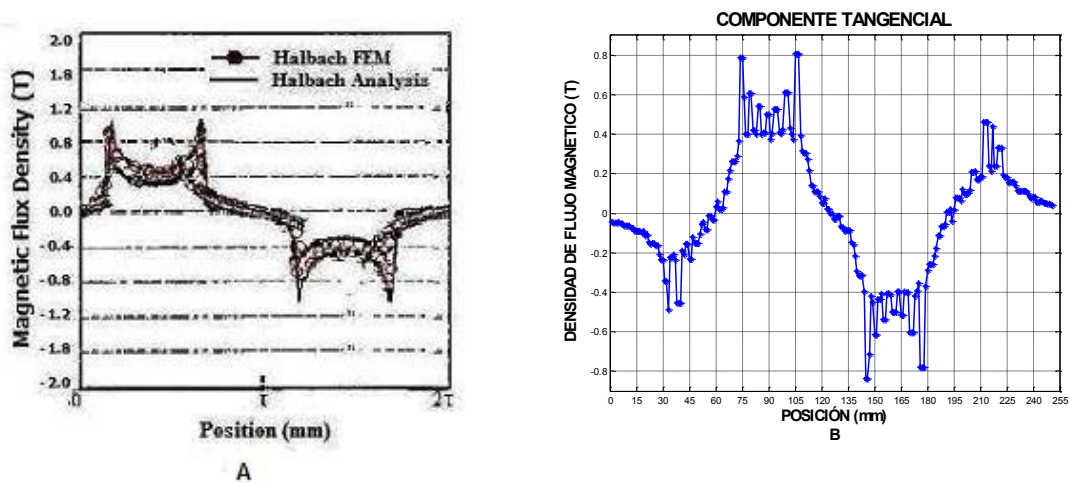 2.0
1.8
1.2
0.8
0.4
0.0
-0.4
-0.8
-1.2
-1.8
-2.0
Magnetic Flux Density (T)
Halbach FEM
Halbach Analysis
.0
τ
2τ
Position (mm)
A
COMPONENTE TANGENCIAL
DENSIDAD DE FLUJO MAGNETICO (T)
0.8
0.6
0.4
0.2
0
-0.2
-0.4
-0.6
-0.8
0 15 30 45 60 75 90 105 120 135 150 165 180 195 210 225 240 255
POSICIÓN (mm)
B